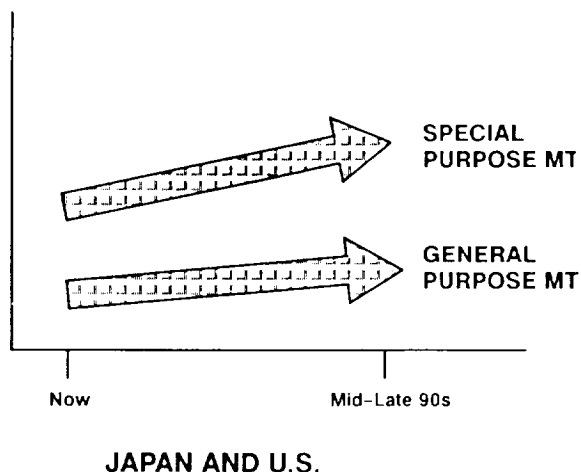 SPECIAL
PURPOSE MT
GENERAL
PURPOSE MT
Now
Mid-Late 90s
JAPAN AND U.S.